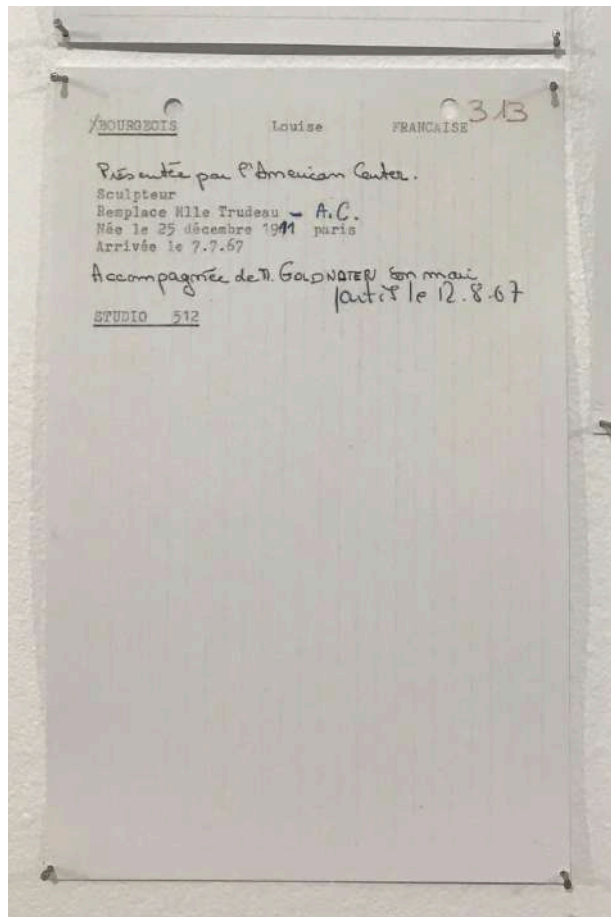 BOURGEOIS Louise FRANCAISE 313
Présentée par l'American Center.
Sculpteur
Remplace Mlle Trudeau - A.C.
Née le 25 décembre 1911 paris
Arrivée le 7.7.67
Accompagnée de M. GOLDWATER son mari
partis le 12.8.67
STUDIO 512